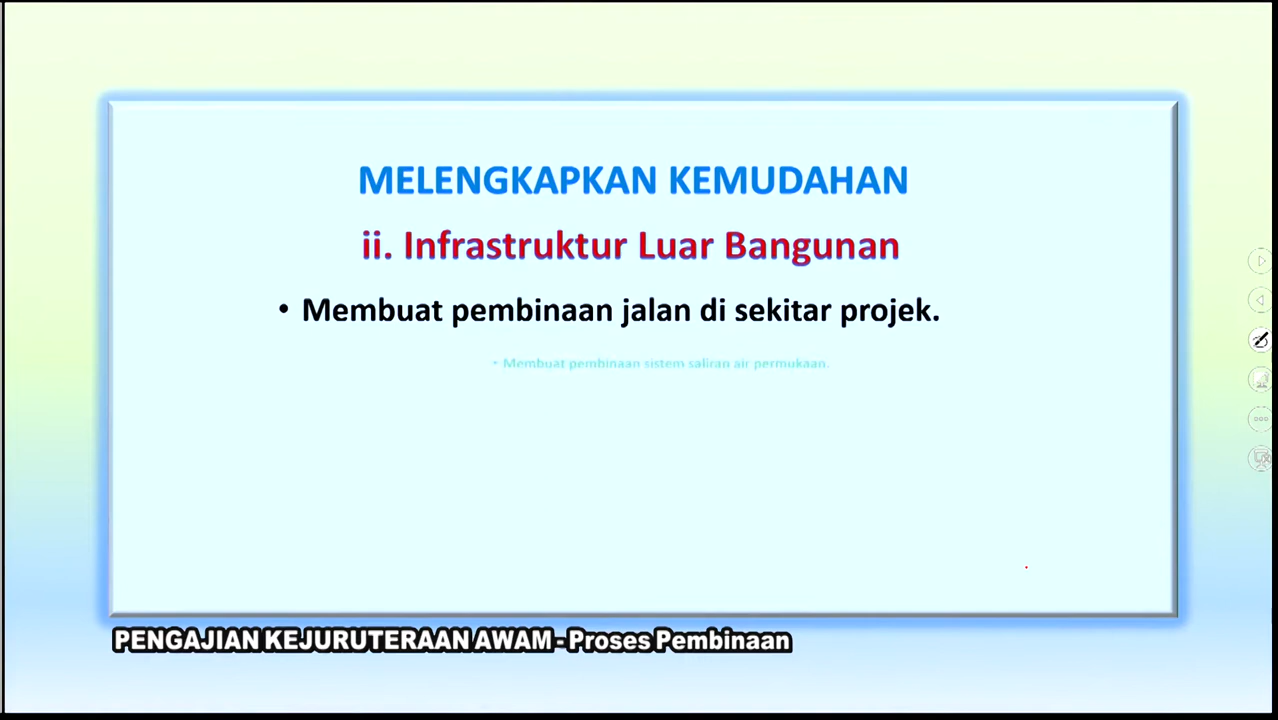 MELENGKAPKAN KEMUDAHAN
ii. Infrastruktur Luar Bangunan
• Membuat pembinaan jalan di sekitar projek.
• Membuat pembinaan sistem saliran air permukaan.
PENGAJIAN KEJURUTERAAN AWAM - Proses Pembinaan